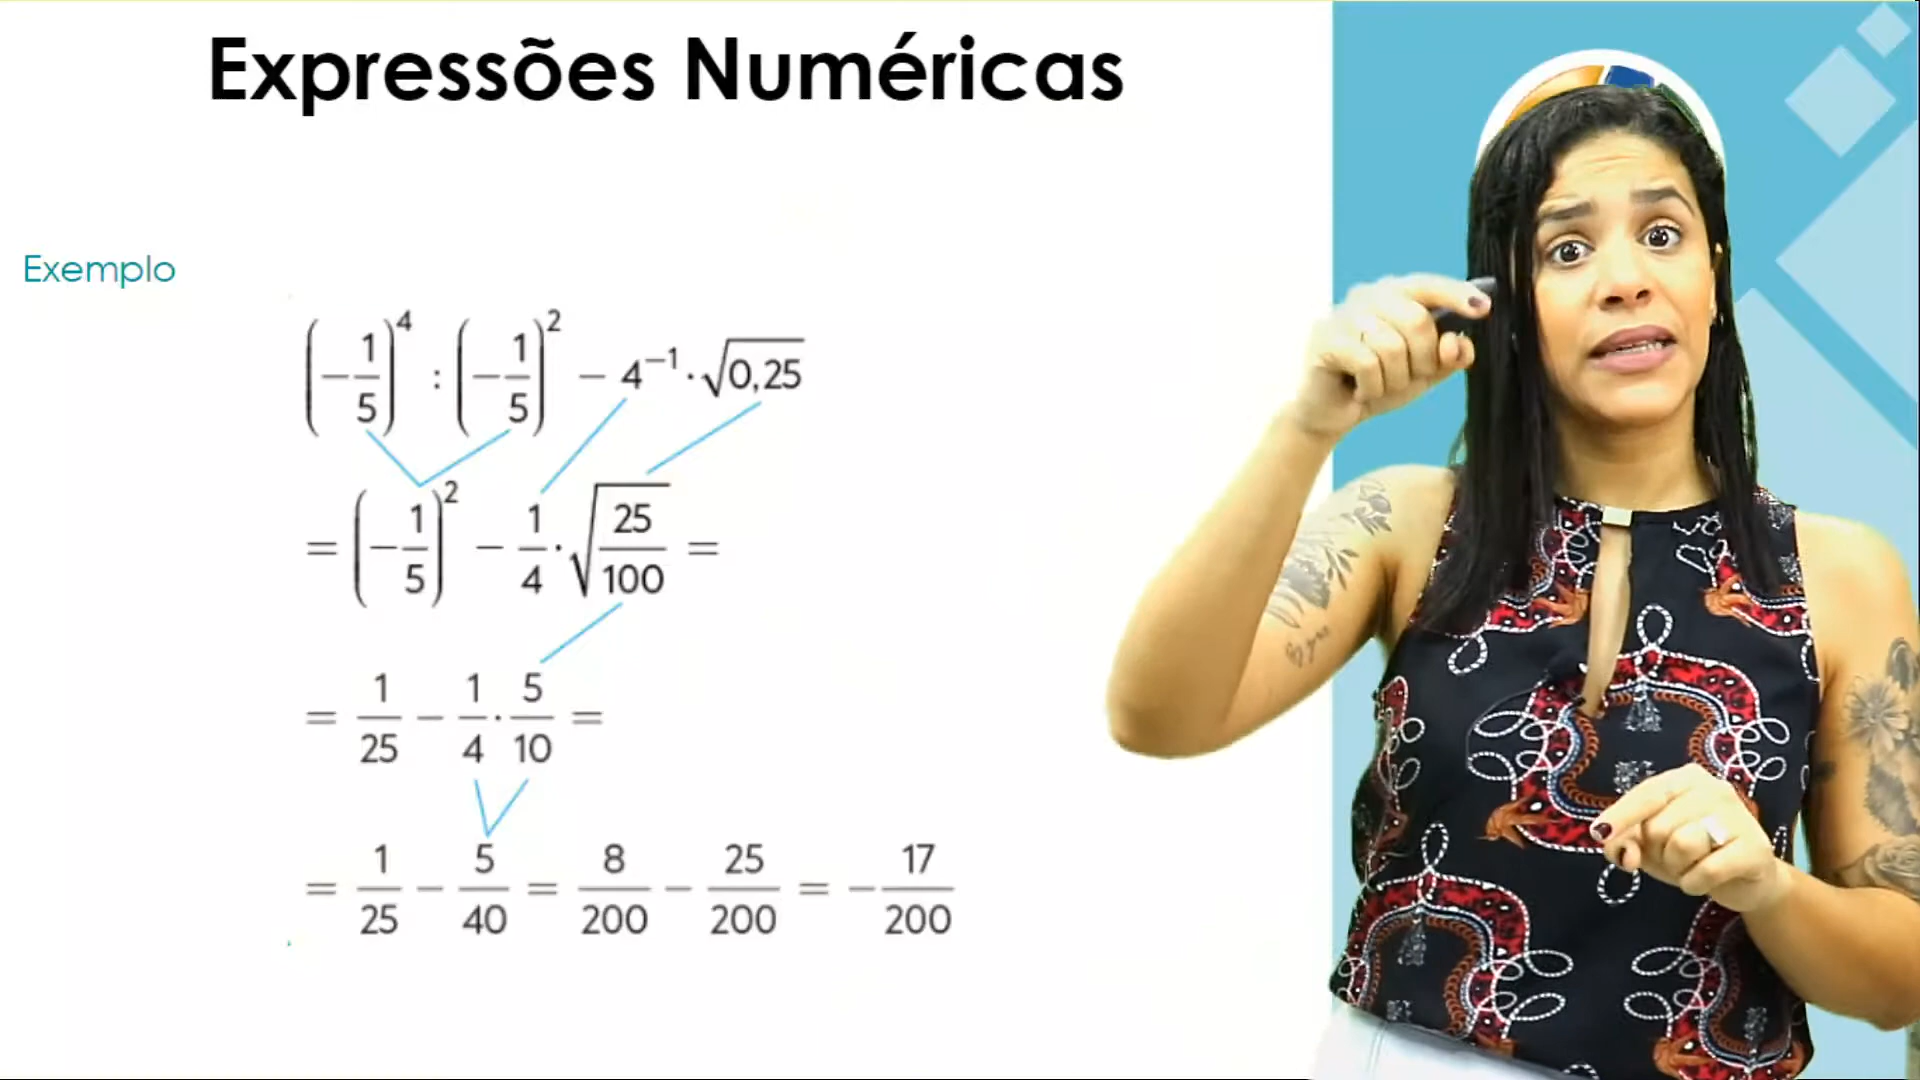 Expressões Numéricas
Exemplo
(-1/5)⁴ : (-1/5)² - 4⁻¹ · √0,25
= (-1/5)² - 1/4 · √(25/100) =
= 1/25 - 1/4 · 5/10 =
= 1/25 - 5/40 = 8/200 - 25/200 = -17/200